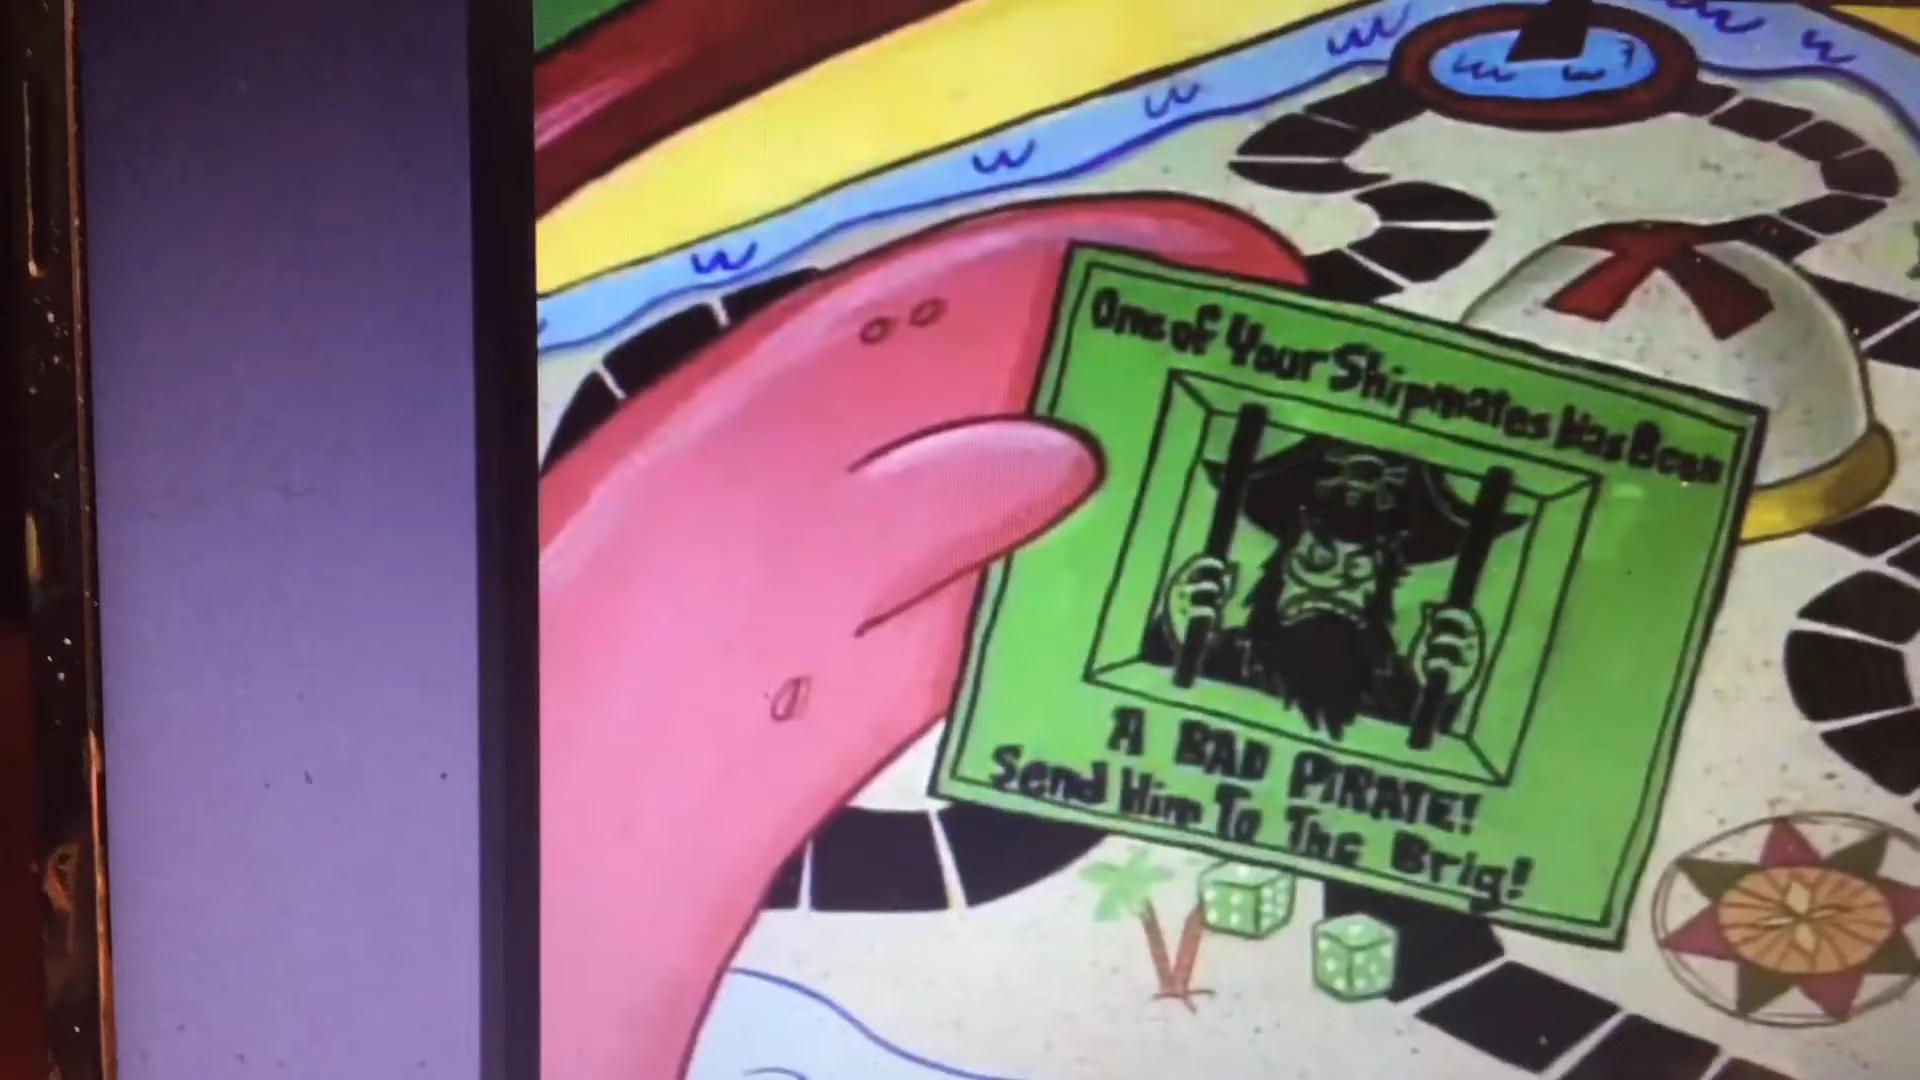 One of Your Shipmates Has Been
A BAD PIRATE!
Send Him To The Brig!